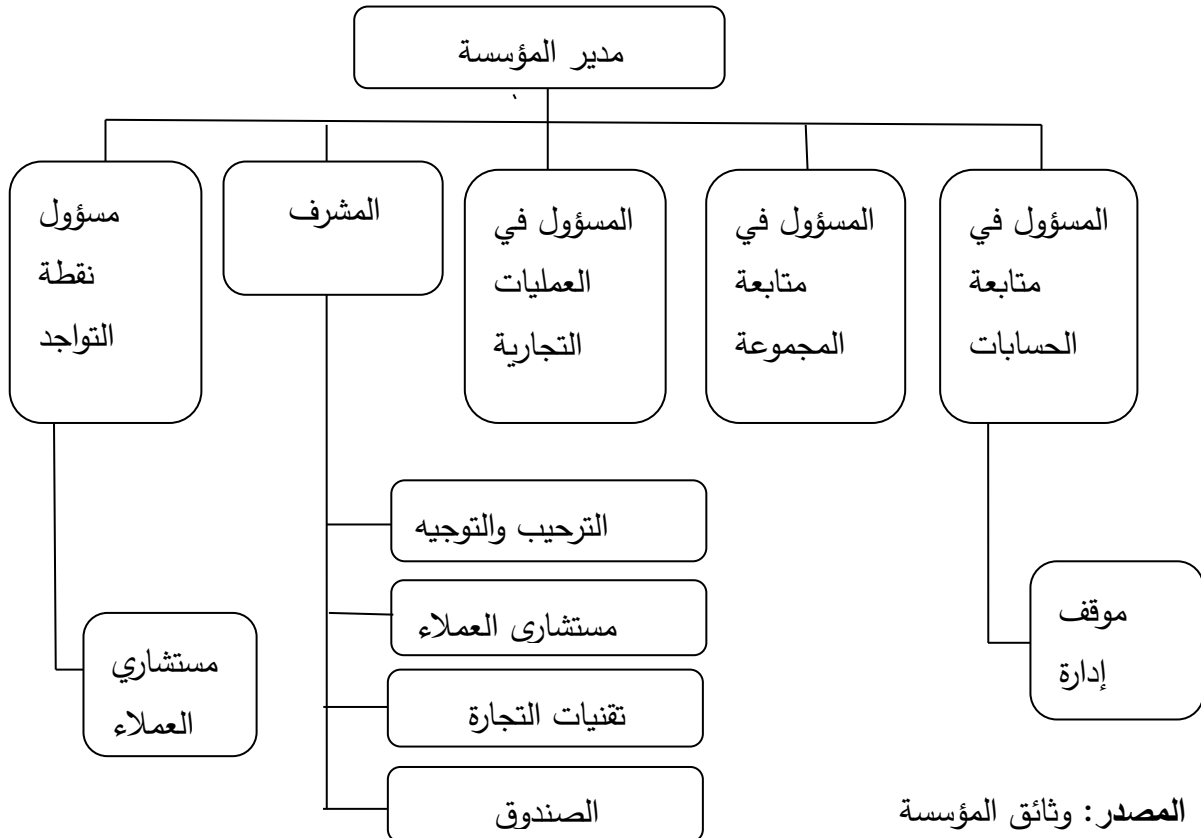 مدير المؤسسة
المسؤول في
متابعة
الحسابات
المسؤول في
متابعة
المجموعة
المسؤول في
العمليات
التجارية
المشرف
مسؤول
نقطة
التواجد
الترحيب والتوجيه
مستشارى العملاء
تقنيات التجارة
الصندوق
موقف
إدارة
مستشاري
العملاء
المصدر: وثائق المؤسسة